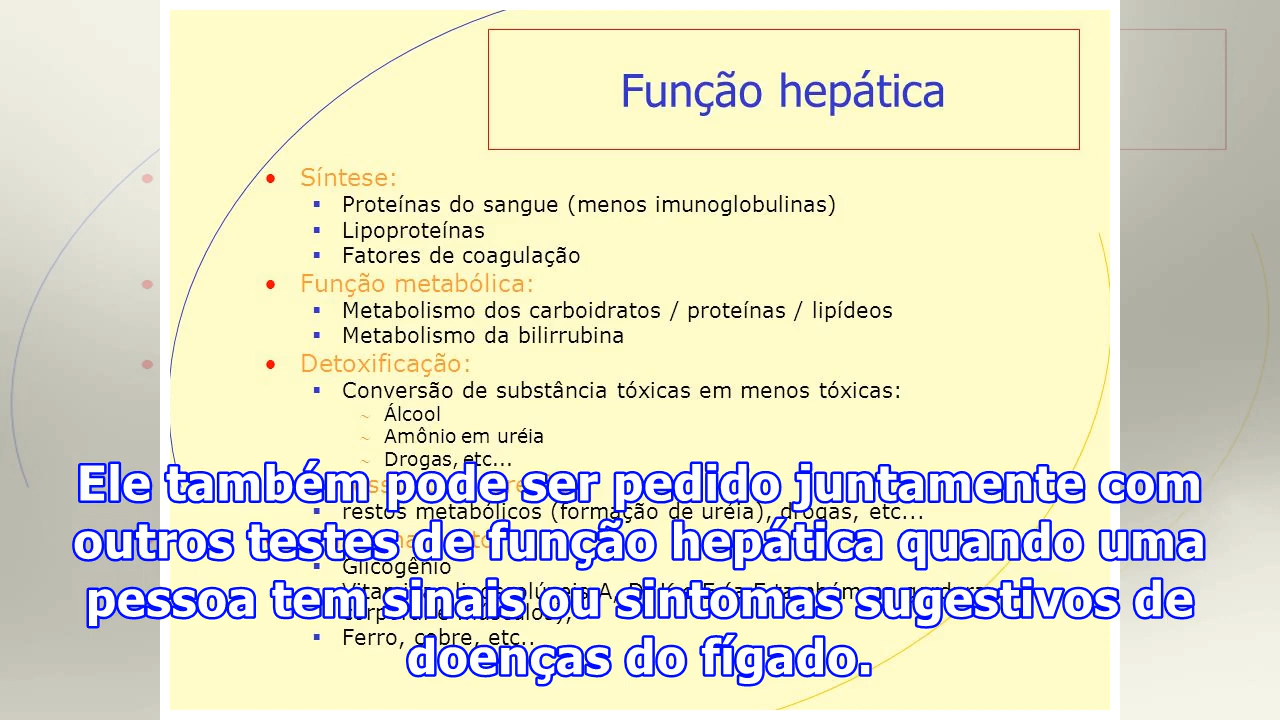 Função hepática
Síntese:
Proteínas do sangue (menos imunoglobulinas)
Lipoproteínas
Fatores de coagulação
Função metabólica:
Metabolismo dos carboidratos / proteínas / lipídeos
Metabolismo da bilirrubina
Detoxificação:
Conversão de substância tóxicas em menos tóxicas:
Álcool
Amônio em uréia
Drogas, etc...
restos metabólicos (formação de uréia), drogas, etc...
Glicogênio
Ferro, cobre, etc..
Ele também pode ser pedido juntamente com
outros testes de função hepática quando uma
pessoa tem sinais ou sintomas sugestivos de
doenças do fígado.